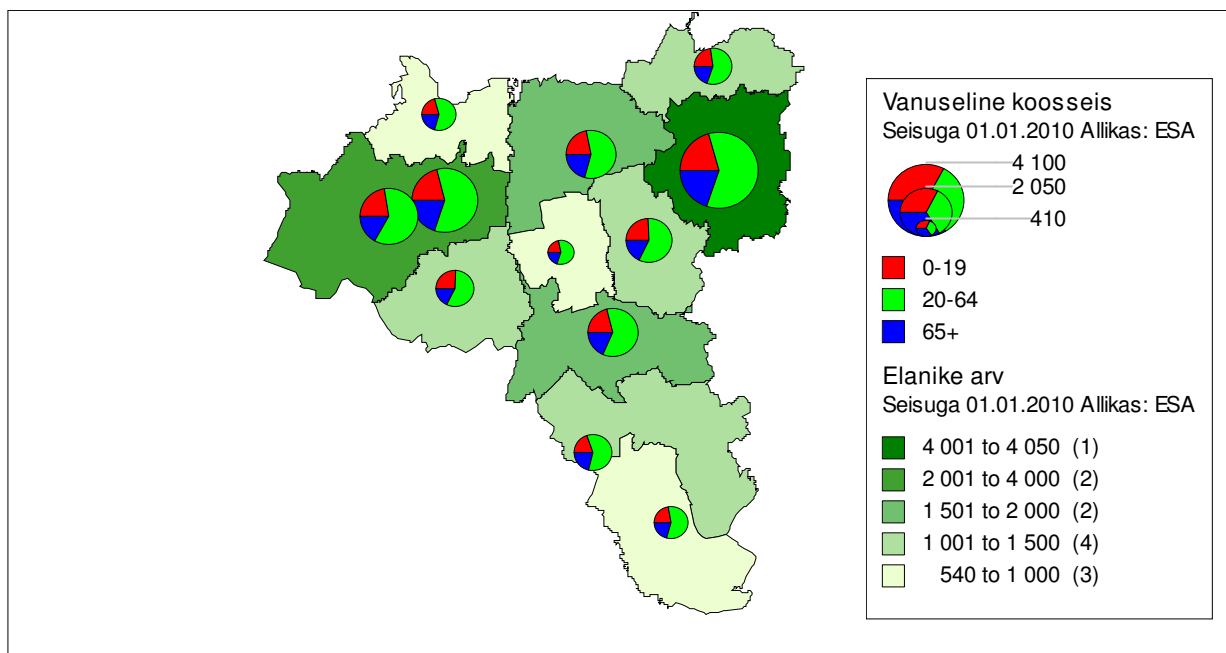 Vanuseline koosseis
Seisuga 01.01.2010 Allikas: ESA
4 100
2 050
410
0-19
20-64
65+
Elanike arv
Seisuga 01.01.2010 Allikas: ESA
4 001 to 4 050 (1)
2 001 to 4 000 (2)
1 501 to 2 000 (2)
1 001 to 1 500 (4)
540 to 1 000 (3)